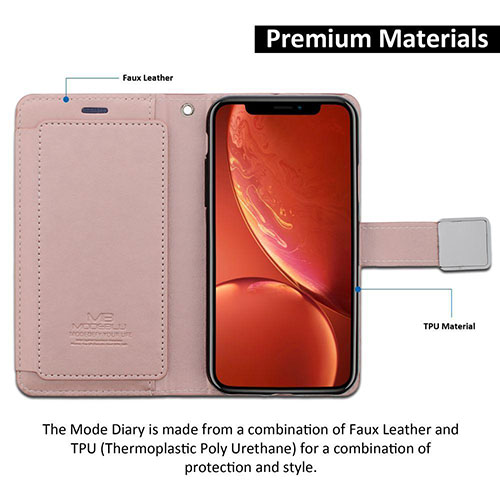 Premium Materials
Faux Leather
MB
TPU Material
The Mode Diary is made from a combination of Faux Leather and
TPU (Thermoplastic Poly Urethane) for a combination of
protection and style.